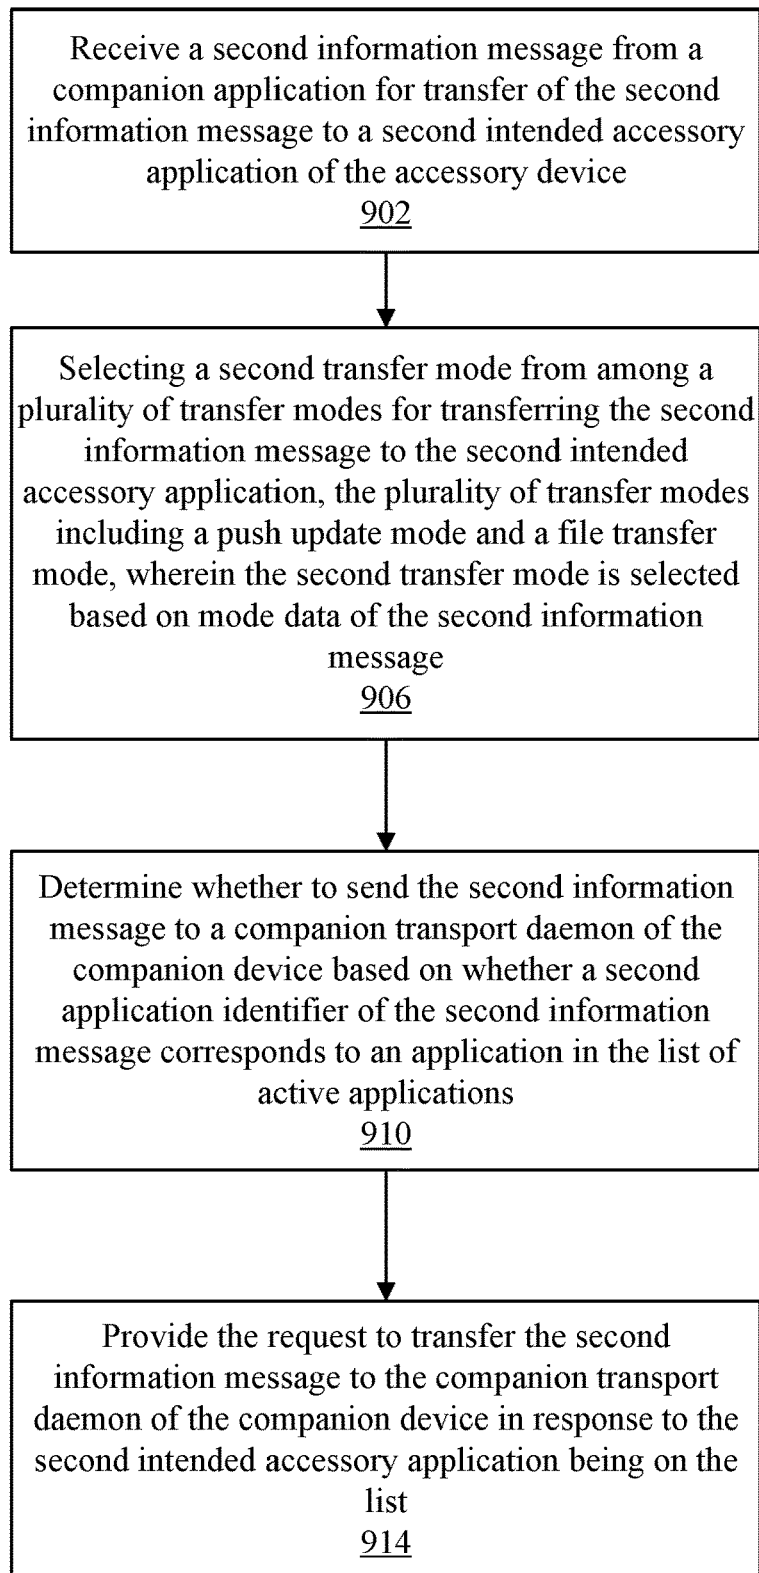 Receive a second information message from a
companion application for transfer of the second
information message to a second intended accessory
application of the accessory device
902
Selecting a second transfer mode from among a
plurality of transfer modes for transferring the second
information message to the second intended
accessory application, the plurality of transfer modes
including a push update mode and a file transfer
mode, wherein the second transfer mode is selected
based on mode data of the second information
message
906
Determine whether to send the second information
message to a companion transport daemon of the
companion device based on whether a second
application identifier of the second information
message corresponds to an application in the list of
active applications
910
Provide the request to transfer the second
information message to the companion transport
daemon of the companion device in response to the
second intended accessory application being on the
list
914